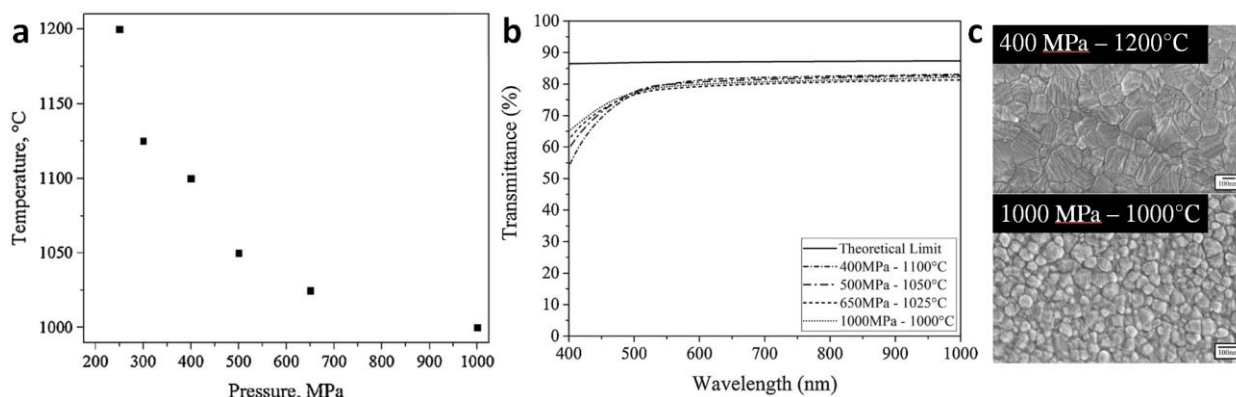 a
Temperature, °C
1200
1150
1100
1050
1000
200 300 400 500 600 700 800 900 1000
Pressure, MPa
b
Transmittance (%)
100
90
80
70
60
50
40
30
20
10
0
400 500 600 700 800 900 1000
Wavelength (nm)
Theoretical Limit
400MPa - 1100°C
500MPa - 1050°C
650MPa - 1025°C
1000MPa - 1000°C
c
400 MPa – 1200°C
100nm
1000 MPa – 1000°C
100nm